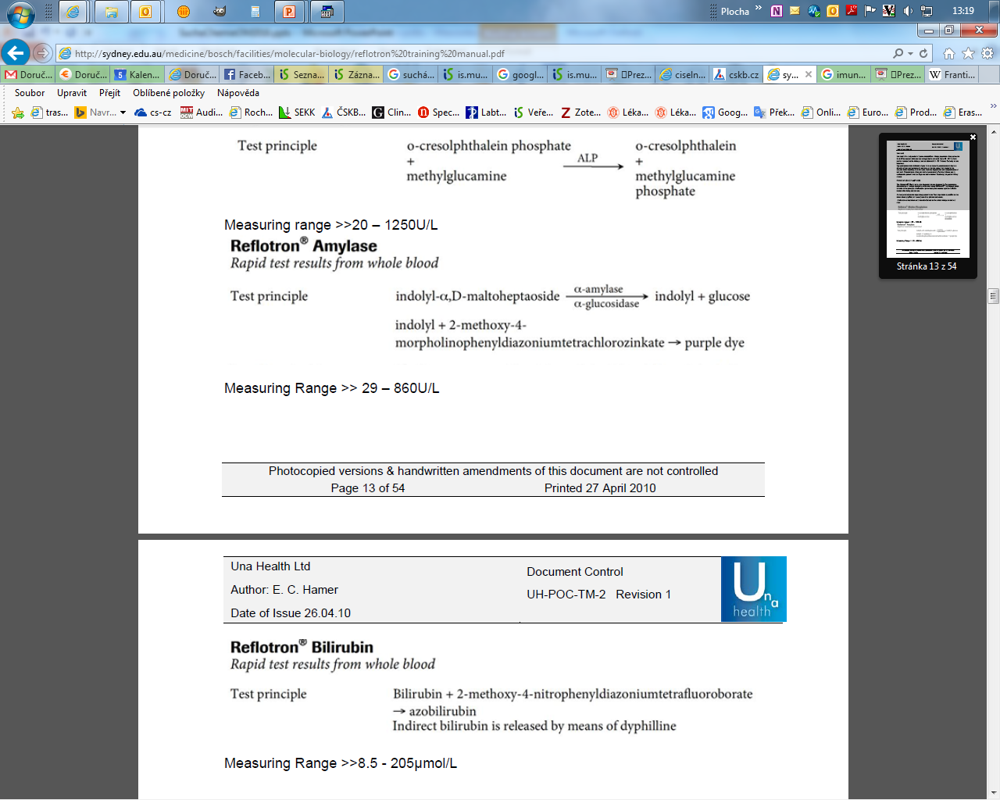 Plocha
13:19
http://sydney.edu.au/medicine/bosch/facilities/molecular-biology/reflotron%20training%20manual.pdf
Doruč... Doruč... Kalen... Doruč... Faceb... Sezna... Zázna... suchá... is.mu... googl... is.mu... Prez... ciseln... cskb.cz sy... imun... Prez... Franti...
Soubor Upravit Přejít Oblíbené položky Nápověda
tras... Navr... cs-cz Audi... Roch... SEKK ČSKB... Clin... Spec... Labt... Veře... Zote... Léka... Léka... Goog... Překl... Onli... Euro... Prod... Eras...
Test principle o-cresolphthalein phosphate + methylglucamine ALP → o-cresolphthalein + methylglucamine phosphate
Measuring range >>20 – 1250U/L
Reflotron® Amylase
Rapid test results from whole blood
Test principle indolyl-α,D-maltoheptaoside α-amylase α-glucosidase → indolyl + glucose
indolyl + 2-methoxy-4-
morpholinophenyldiazoniumtetrachlorozinkate → purple dye
Measuring Range >> 29 – 860U/L
Photocopied versions & handwritten amendments of this document are not controlled
Page 13 of 54 Printed 27 April 2010
Una Health Ltd
Author: E. C. Hamer
Date of Issue 26.04.10
Document Control
UH-POC-TM-2 Revision 1
Una
health
Reflotron® Bilirubin
Rapid test results from whole blood
Test principle Bilirubin + 2-methoxy-4-nitrophenyldiazoniumtetrafluoroborate
→ azobilirubin
Indirect bilirubin is released by means of dyphilline
Measuring Range >>8.5 - 205µmol/L
Stránka 13 z 54